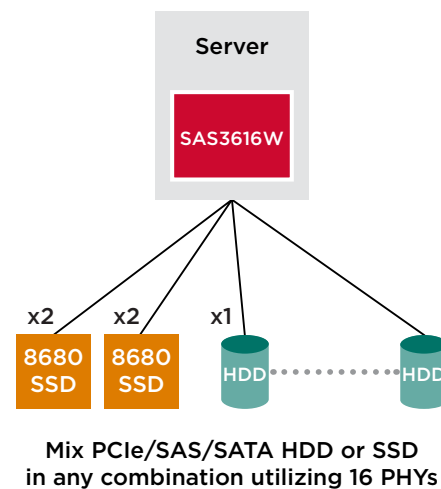 Server
SAS3616W
x2 x2 x1
8680 8680
SSD SSD
HDD HDD
Mix PCIe/SAS/SATA HDD or SSD
in any combination utilizing 16 PHYs